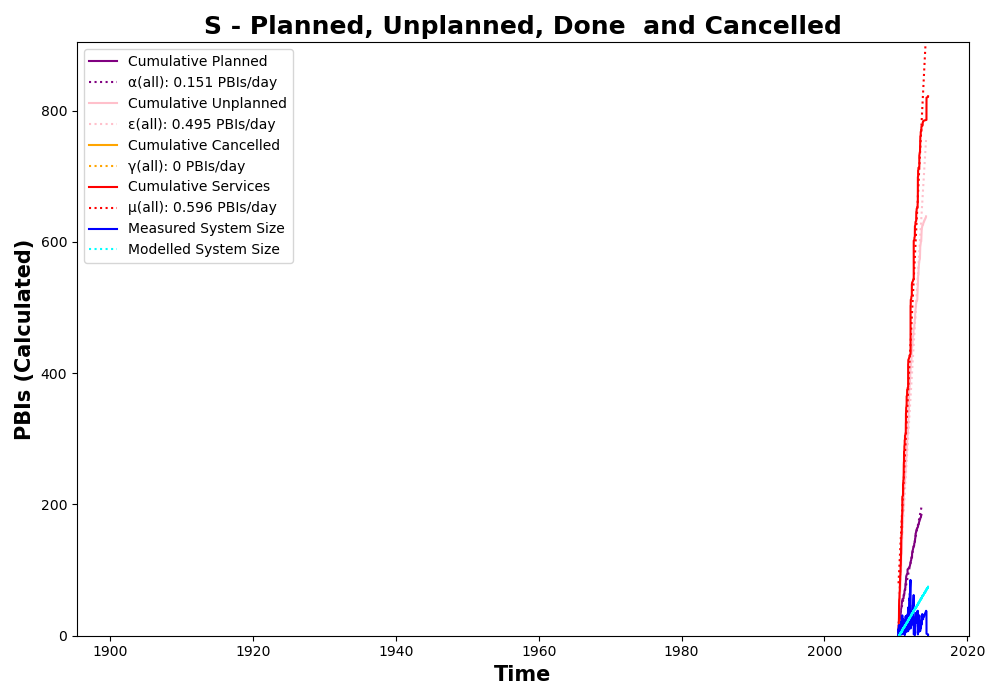 S - Planned, Unplanned, Done  and Cancelled
Cumulative Planned
α(all): 0.151 PBIs/day
Cumulative Unplanned
ε(all): 0.495 PBIs/day
Cumulative Cancelled
γ(all): 0 PBIs/day
Cumulative Services
μ(all): 0.596 PBIs/day
Measured System Size
Modelled System Size
PBIs (Calculated)
800
600
400
200
0
1900 1920 1940 1960 1980 2000 2020
Time